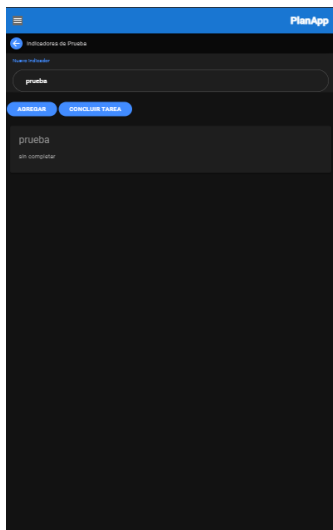 PlanApp
Indicadores de Prueba
Nuevo indicador
prueba
AGREGAR CONCLUIR TAREA
prueba
sin completar